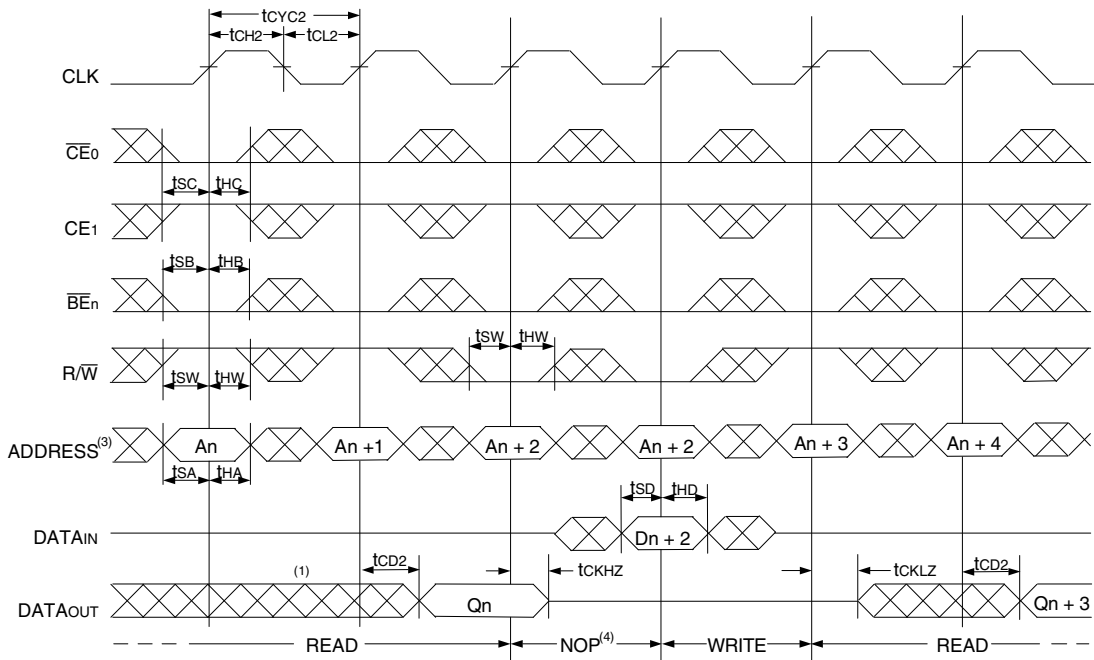 tCYC2
tCH2 tCL2
CLK
CE0
tSC tHC
CE1
tSB tHB
BEn
tSW tHW
R/W
tSW tHW
ADDRESS(3) An An +1 An + 2 An + 2 An + 3 An + 4
tSA tHA
tSD tHD
DATAIN Dn + 2
(1) tCD2 tCKHZ tCKLZ tCD2
DATAOUT Qn Qn + 3
READ NOP(4) WRITE READ